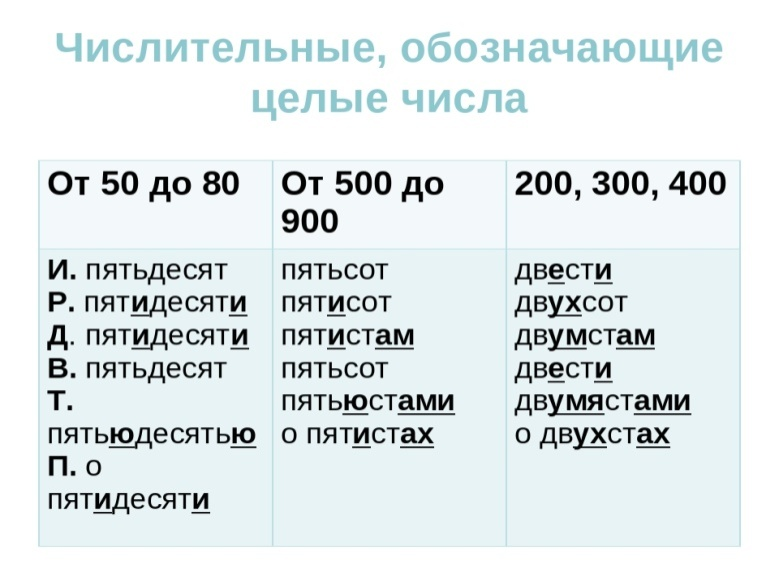 Числительные, обозначающие
целые числа
От 50 до 80
От 500 до
900
200, 300, 400
И. пятьдесят
Р. пятидесяти
Д. пятидесяти
В. пятьдесят
Т.
пятьюдесятью
П. о
пятидесяти
пятьсот
пятисот
пятистам
пятьсот
пятьюстами
о пятистах
двести
двухсот
двумстам
двести
двумястами
о двухстах